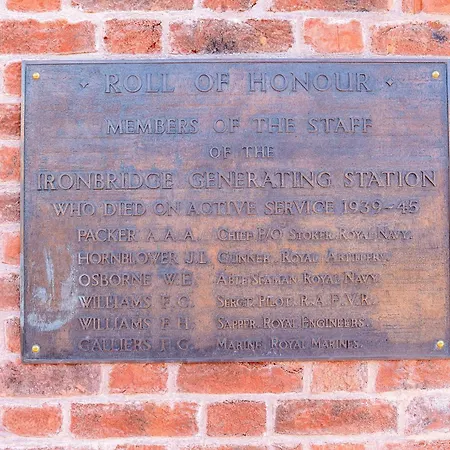 ROLL OF HONOUR
MEMBERS OF THE STAFF
OF THE
IRONBRIDGE GENERATING STATION
WHO DIED ON ACTIVE SERVICE 1939-45
PACKER A.A.A. CHIEF P/O STOKER ROYAL NAVY.
HORNBLOWER J.L. GUNNER ROYAL ARTILLERY.
OSBORNE W.E. ABLE SEAMAN ROYAL NAVY.
WILLIAMS F.G. SERGT. PILOT. R.A.F.V.R.
WILLIAMS F.H. SAPPER. ROYAL ENGINEERS.
CALLIERS MARINE ROYAL MARINES.